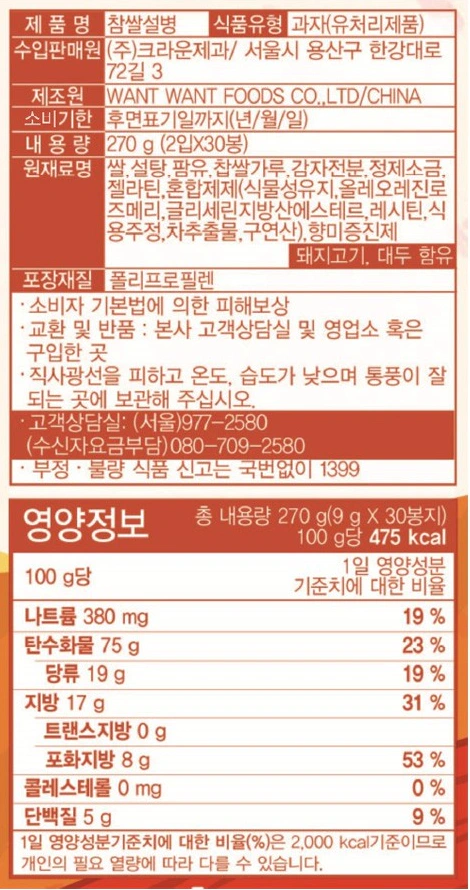 제 품 명 참쌀설병 식품유형 과자(유처리제품)
수입판매원 (주)크라운제과/ 서울시 용산구 한강대로
72길 3
제조원 WANT WANT FOODS CO.,LTD/CHINA
소비기한 후면표기일까지(년/월/일)
내 용 량 270 g (2입X30봉)
원재료명 쌀,설탕,팜유,찹쌀가루,감자전분,정제소금,
젤라틴,혼합제제(식물성유지,올레오레진로
즈메리,글리세린지방산에스테르,레시틴,식
용주정,차추출물,구연산),향미증진제
돼지고기, 대두 함유
포장재질 폴리프로필렌
· 소비자 기본법에 의한 피해보상
· 교환 및 반품 : 본사 고객상담실 및 영업소 혹은
구입한 곳
· 직사광선을 피하고 온도, 습도가 낮으며 통풍이 잘
되는 곳에 보관해 주십시오.
· 고객상담실: (서울)977-2580
(수신자요금부담)080-709-2580
· 부정 · 불량 식품 신고는 국번없이 1399
영양정보 총 내용량 270 g(9 g X 30봉지)
100 g당 475 kcal
100 g당 1일 영양성분
기준치에 대한 비율
나트륨 380 mg 19 %
탄수화물 75 g 23 %
당류 19 g 19 %
지방 17 g 31 %
트랜스지방 0 g
포화지방 8 g 53 %
콜레스테롤 0 mg 0 %
단백질 5 g 9 %
1일 영양성분기준치에 대한 비율(%)은 2,000 kcal기준이므로
개인의 필요 열량에 따라 다를 수 있습니다.